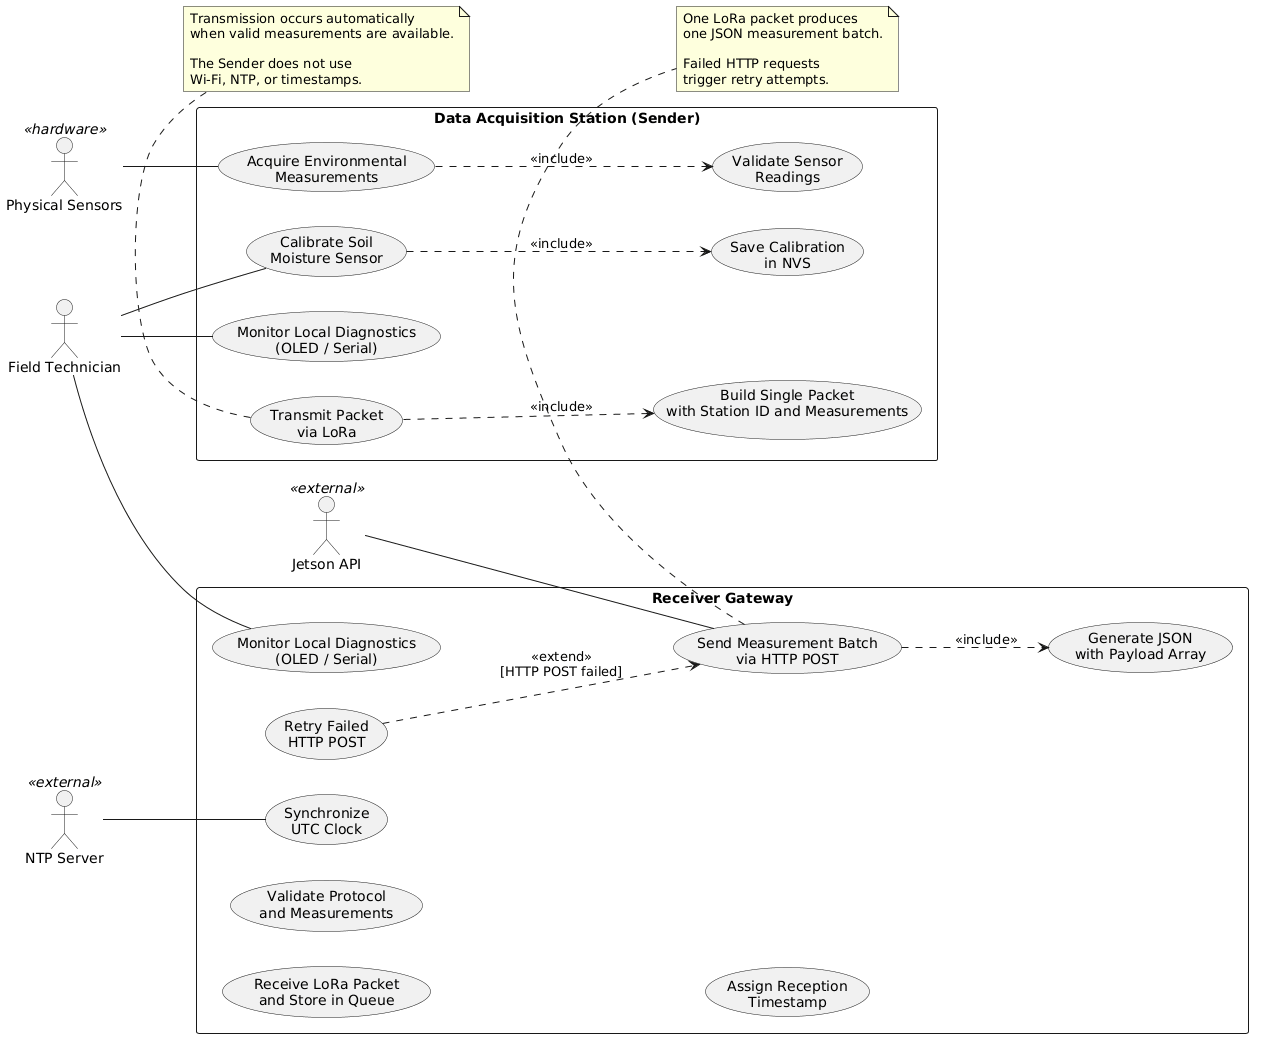 Transmission occurs automatically
when valid measurements are available.
The Sender does not use
Wi-Fi, NTP, or timestamps.
One LoRa packet produces
one JSON measurement batch.
Failed HTTP requests
trigger retry attempts.
Data Acquisition Station (Sender)
«hardware»
Physical Sensors
Acquire Environmental
Measurements
«include»
Validate Sensor
Readings
Calibrate Soil
Moisture Sensor
«include»
Save Calibration
in NVS
Field Technician
Monitor Local Diagnostics
(OLED / Serial)
Transmit Packet
via LoRa
«include»
Build Single Packet
with Station ID and Measurements
«external»
Jetson API
Receiver Gateway
Monitor Local Diagnostics
(OLED / Serial)
«extend»
[HTTP POST failed]
Send Measurement Batch
via HTTP POST
«include»
Generate JSON
with Payload Array
Retry Failed
HTTP POST
«external»
NTP Server
Synchronize
UTC Clock
Validate Protocol
and Measurements
Receive LoRa Packet
and Store in Queue
Assign Reception
Timestamp